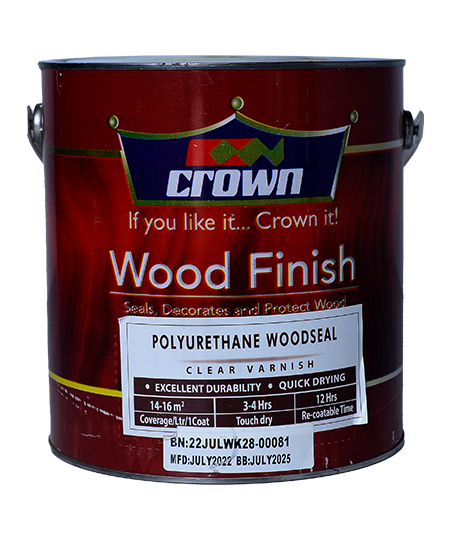 CROWN
If you like it... Crown it!
Wood Finish
Seals, Decorates and Protect Wood
POLYURETHANE WOODSEAL
CLEAR VARNISH
• EXCELLENT DURABILITY • QUICK DRYING
14-16 m² 3-4 Hrs 12 Hrs
Coverage/Ltr/1Coat Touch dry Re-coatable Time
BN:22JULWK28-00081
MFD:JULY2022 BB:JULY2025